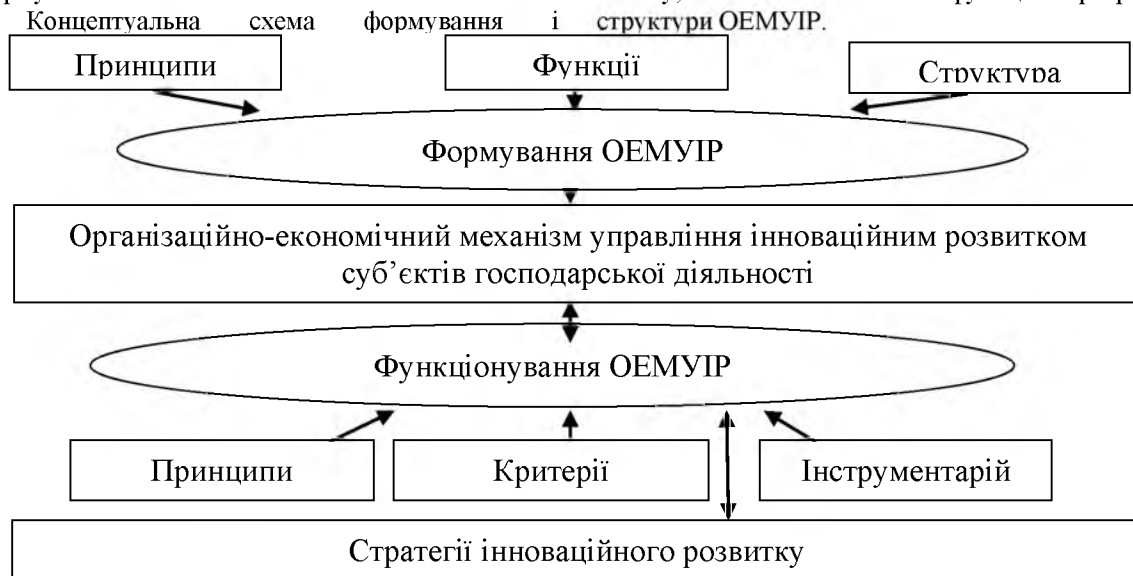 Концептуальна схема формування і структури ОЕМУІР.
Принципи Функції Структура
Формування ОЕМУІР
Організаційно-економічний механізм управління інноваційним розвитком
суб’єктів господарської діяльності
Функціонування ОЕМУІР
Принципи Критерії Інструментарій
Стратегії інноваційного розвитку